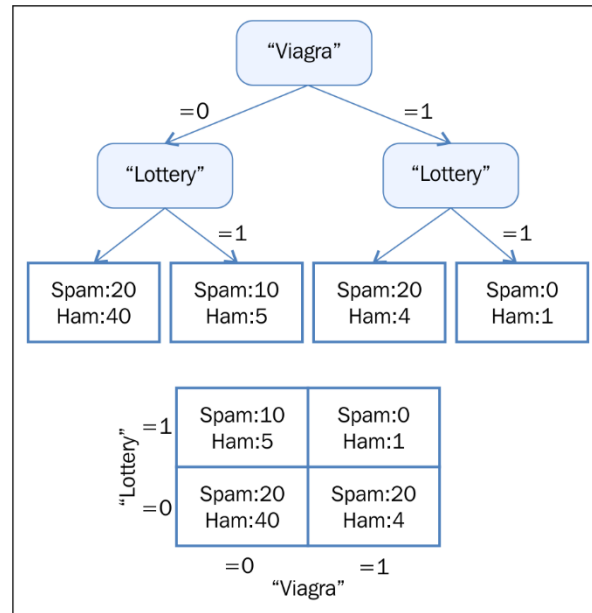 “Viagra”
=0
=1
“Lottery”
“Lottery”
=1
=1
Spam:20
Ham:40
Spam:10
Ham:5
Spam:20
Ham:4
Spam:0
Ham:1
“Lottery”
=1
Spam:10
Ham:5
Spam:0
Ham:1
=0
Spam:20
Ham:40
Spam:20
Ham:4
=0
=1
“Viagra”